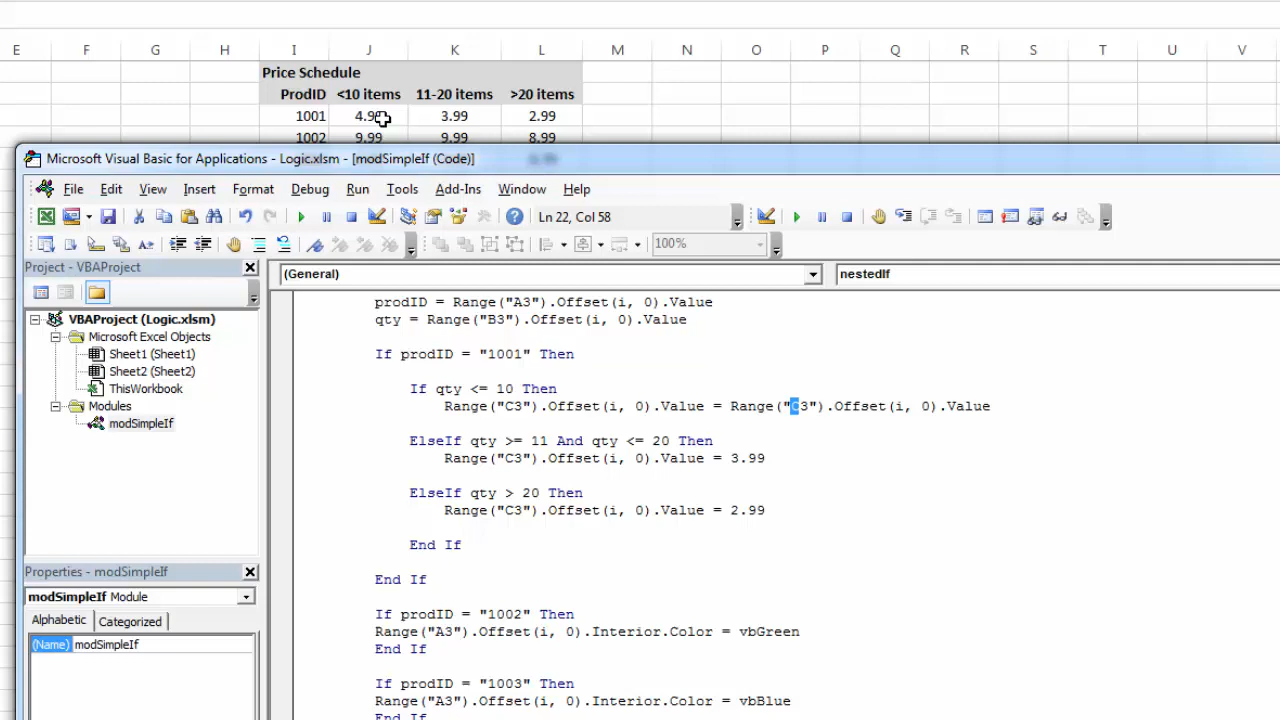 E F G H I J K L M N O P Q R S T U V
Price Schedule
ProdID <10 items 11-20 items >20 items
1001 4.99 3.99 2.99
1002 9.99 9.99 8.99
Microsoft Visual Basic for Applications - Logic.xlsm - [modSimpleIf (Code)]
File Edit View Insert Format Debug Run Tools Add-Ins Window Help
Ln 22, Col 58
100%
Project - VBAProject
(General) nestedIf
VBAProject (Logic.xlsm)
Microsoft Excel Objects
Sheet1 (Sheet1)
Sheet2 (Sheet2)
ThisWorkbook
Modules
modSimpleIf
Properties - modSimpleIf
modSimpleIf Module
Alphabetic Categorized
(Name) modSimpleIf
prodID = Range("A3").Offset(i, 0).Value
qty = Range("B3").Offset(i, 0).Value
If prodID = "1001" Then
If qty <= 10 Then
Range("C3").Offset(i, 0).Value = Range("C3").Offset(i, 0).Value
ElseIf qty >= 11 And qty <= 20 Then
Range("C3").Offset(i, 0).Value = 3.99
ElseIf qty > 20 Then
Range("C3").Offset(i, 0).Value = 2.99
End If
End If
If prodID = "1002" Then
Range("A3").Offset(i, 0).Interior.Color = vbGreen
End If
If prodID = "1003" Then
Range("A3").Offset(i, 0).Interior.Color = vbBlue
End If